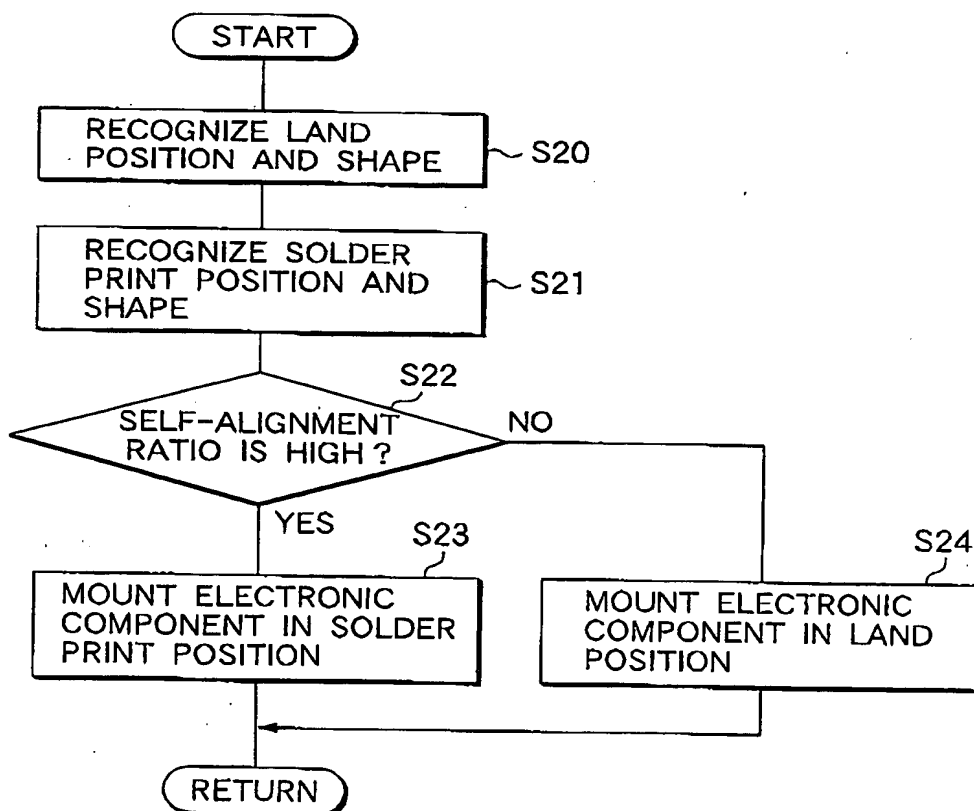 START
RECOGNIZE LAND
POSITION AND SHAPE
S20
RECOGNIZE SOLDER
PRINT POSITION AND
SHAPE
S21
S22
SELF-ALIGNMENT
RATIO IS HIGH?
NO
YES
S23
MOUNT ELECTRONIC
COMPONENT IN SOLDER
PRINT POSITION
S24
MOUNT ELECTRONIC
COMPONENT IN LAND
POSITION
RETURN